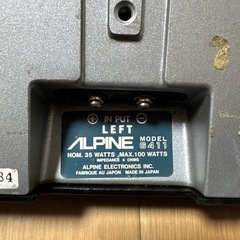 ⊕ IN PUT ⊖
LEFT
ALPINE MODEL 6411
NOM. 35 WATTS, MAX. 100 WATTS
IMPEDANCE 4 OHMS
ALPINE ELECTRONICS INC.
FABRIQUE AU JAPON MADE IN JAPAN
34